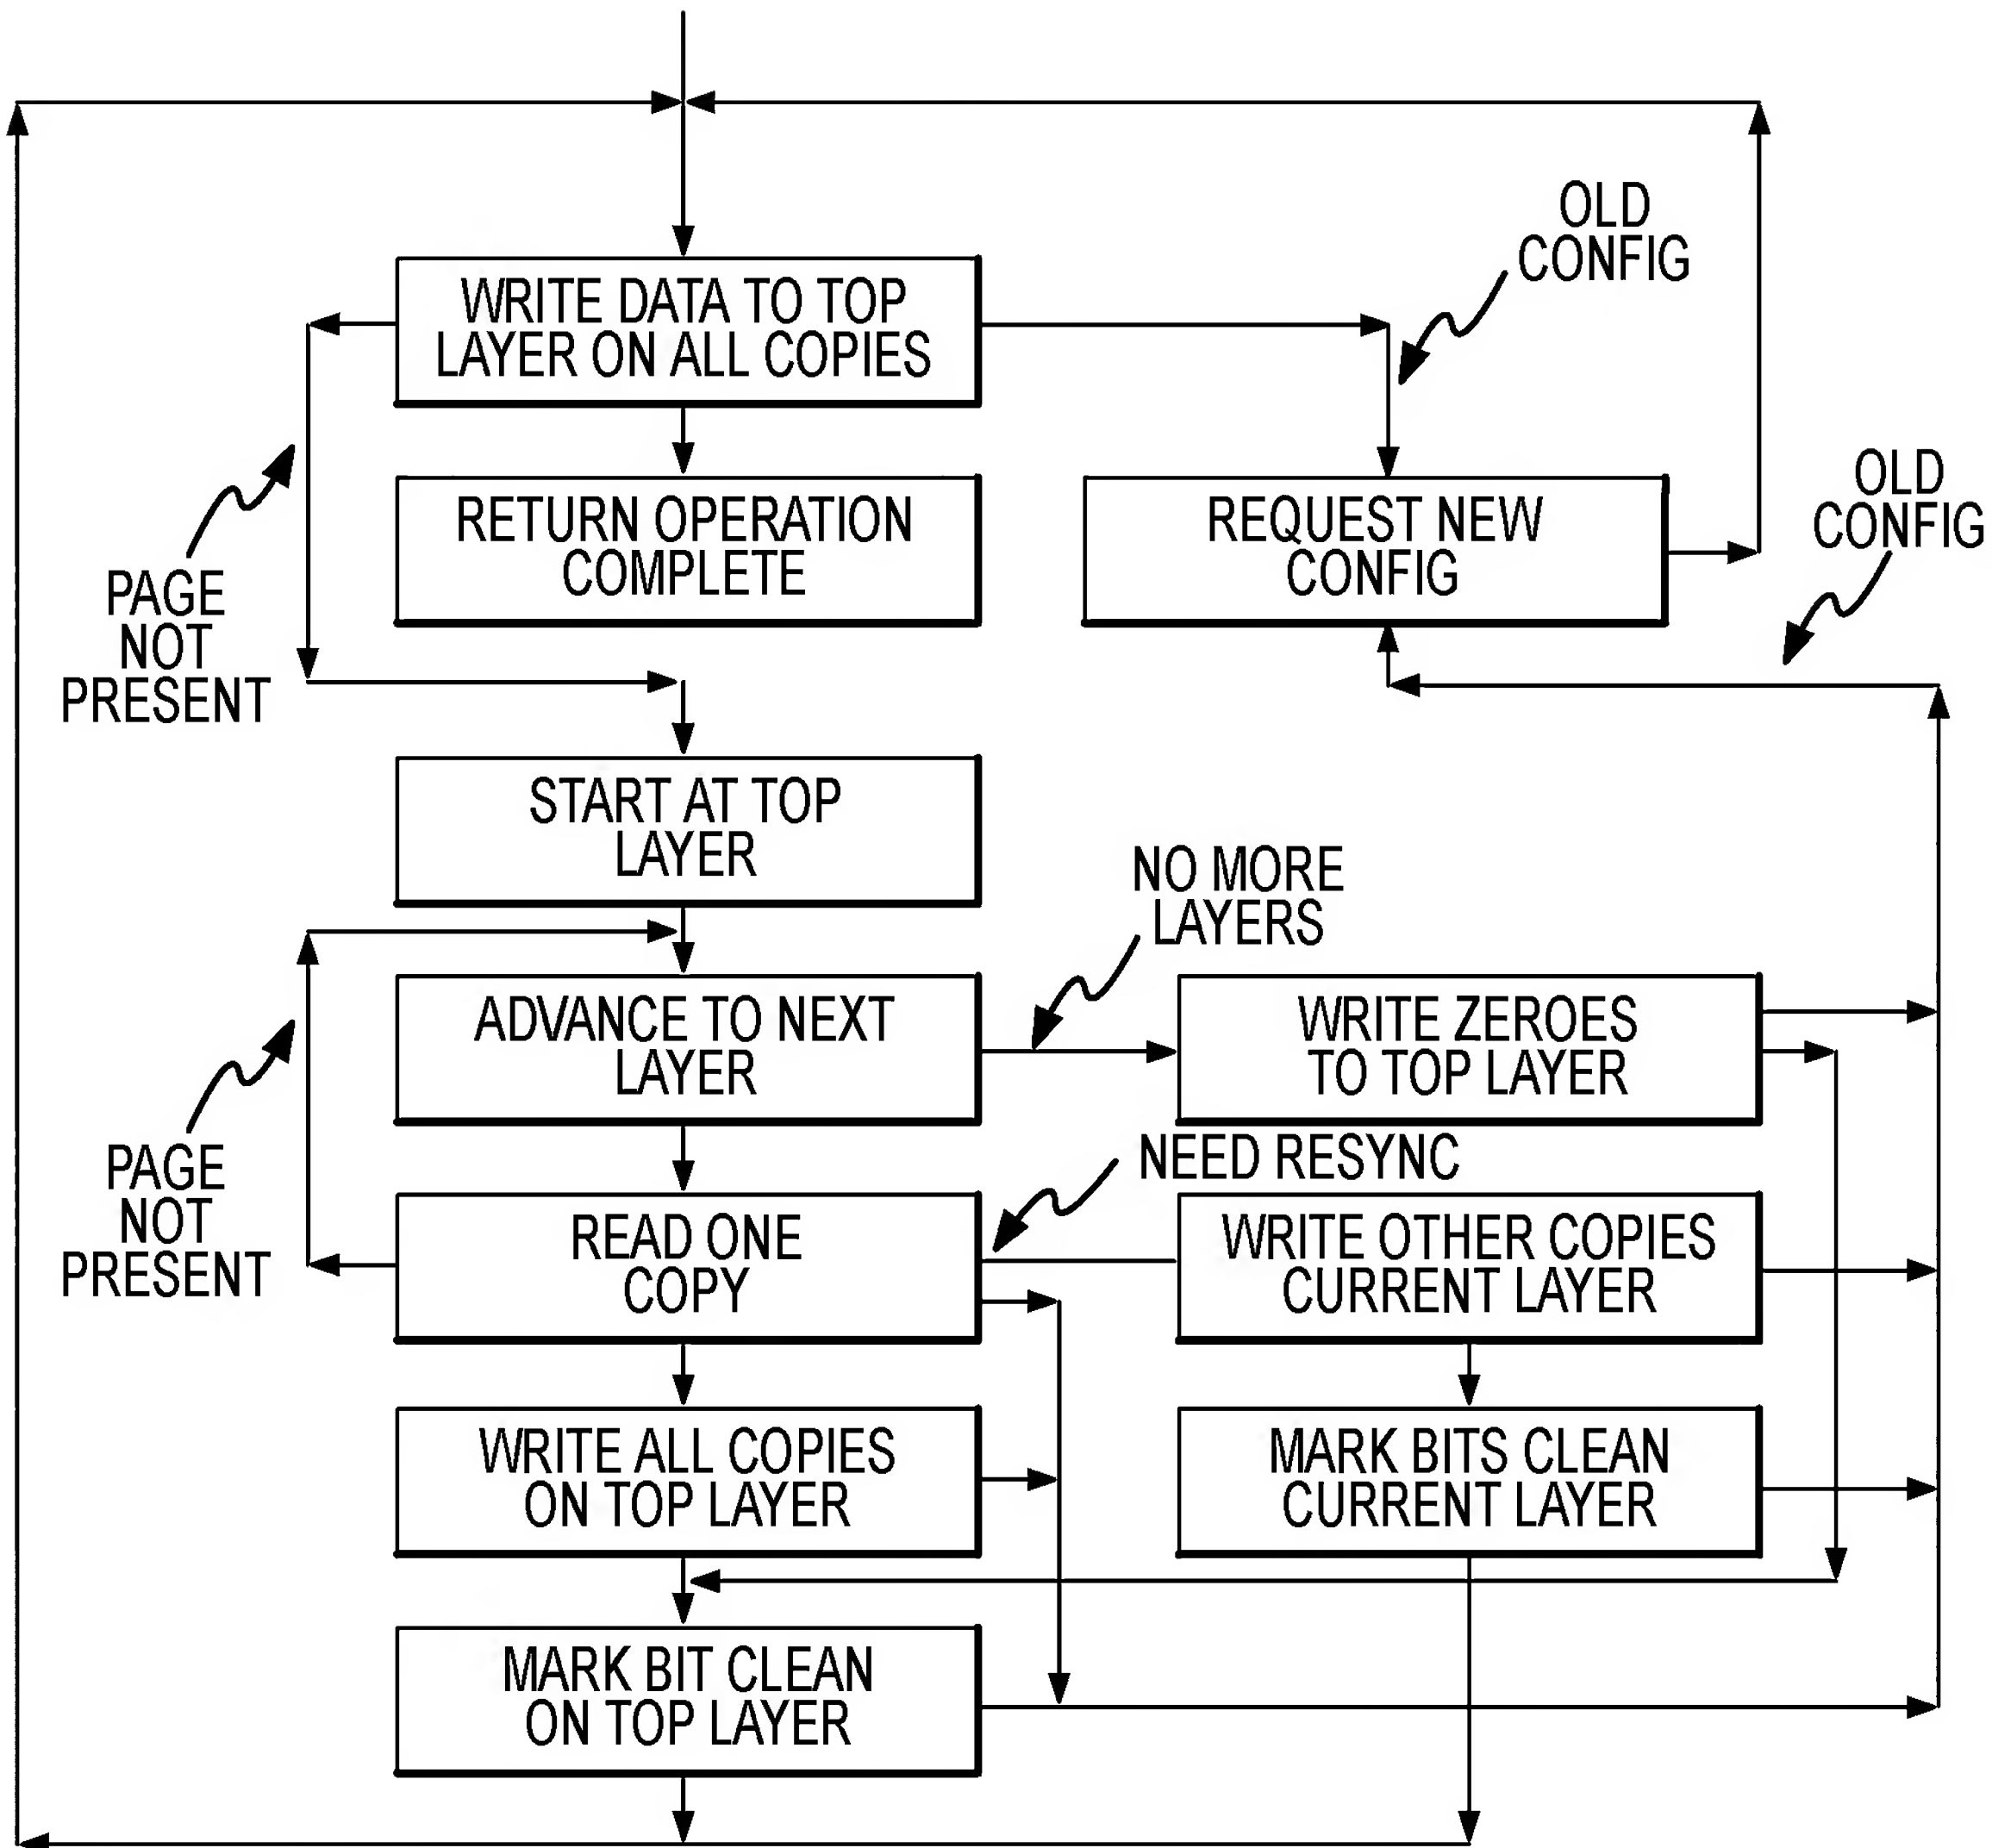 OLD
CONFIG
WRITE DATA TO TOP
LAYER ON ALL COPIES
OLD
CONFIG
RETURN OPERATION
COMPLETE
REQUEST NEW
CONFIG
PAGE
NOT
PRESENT
START AT TOP
LAYER
NO MORE
LAYERS
ADVANCE TO NEXT
LAYER
WRITE ZEROES
TO TOP LAYER
PAGE
NOT
PRESENT
NEED RESYNC
READ ONE
COPY
WRITE OTHER COPIES
CURRENT LAYER
WRITE ALL COPIES
ON TOP LAYER
MARK BITS CLEAN
CURRENT LAYER
MARK BIT CLEAN
ON TOP LAYER